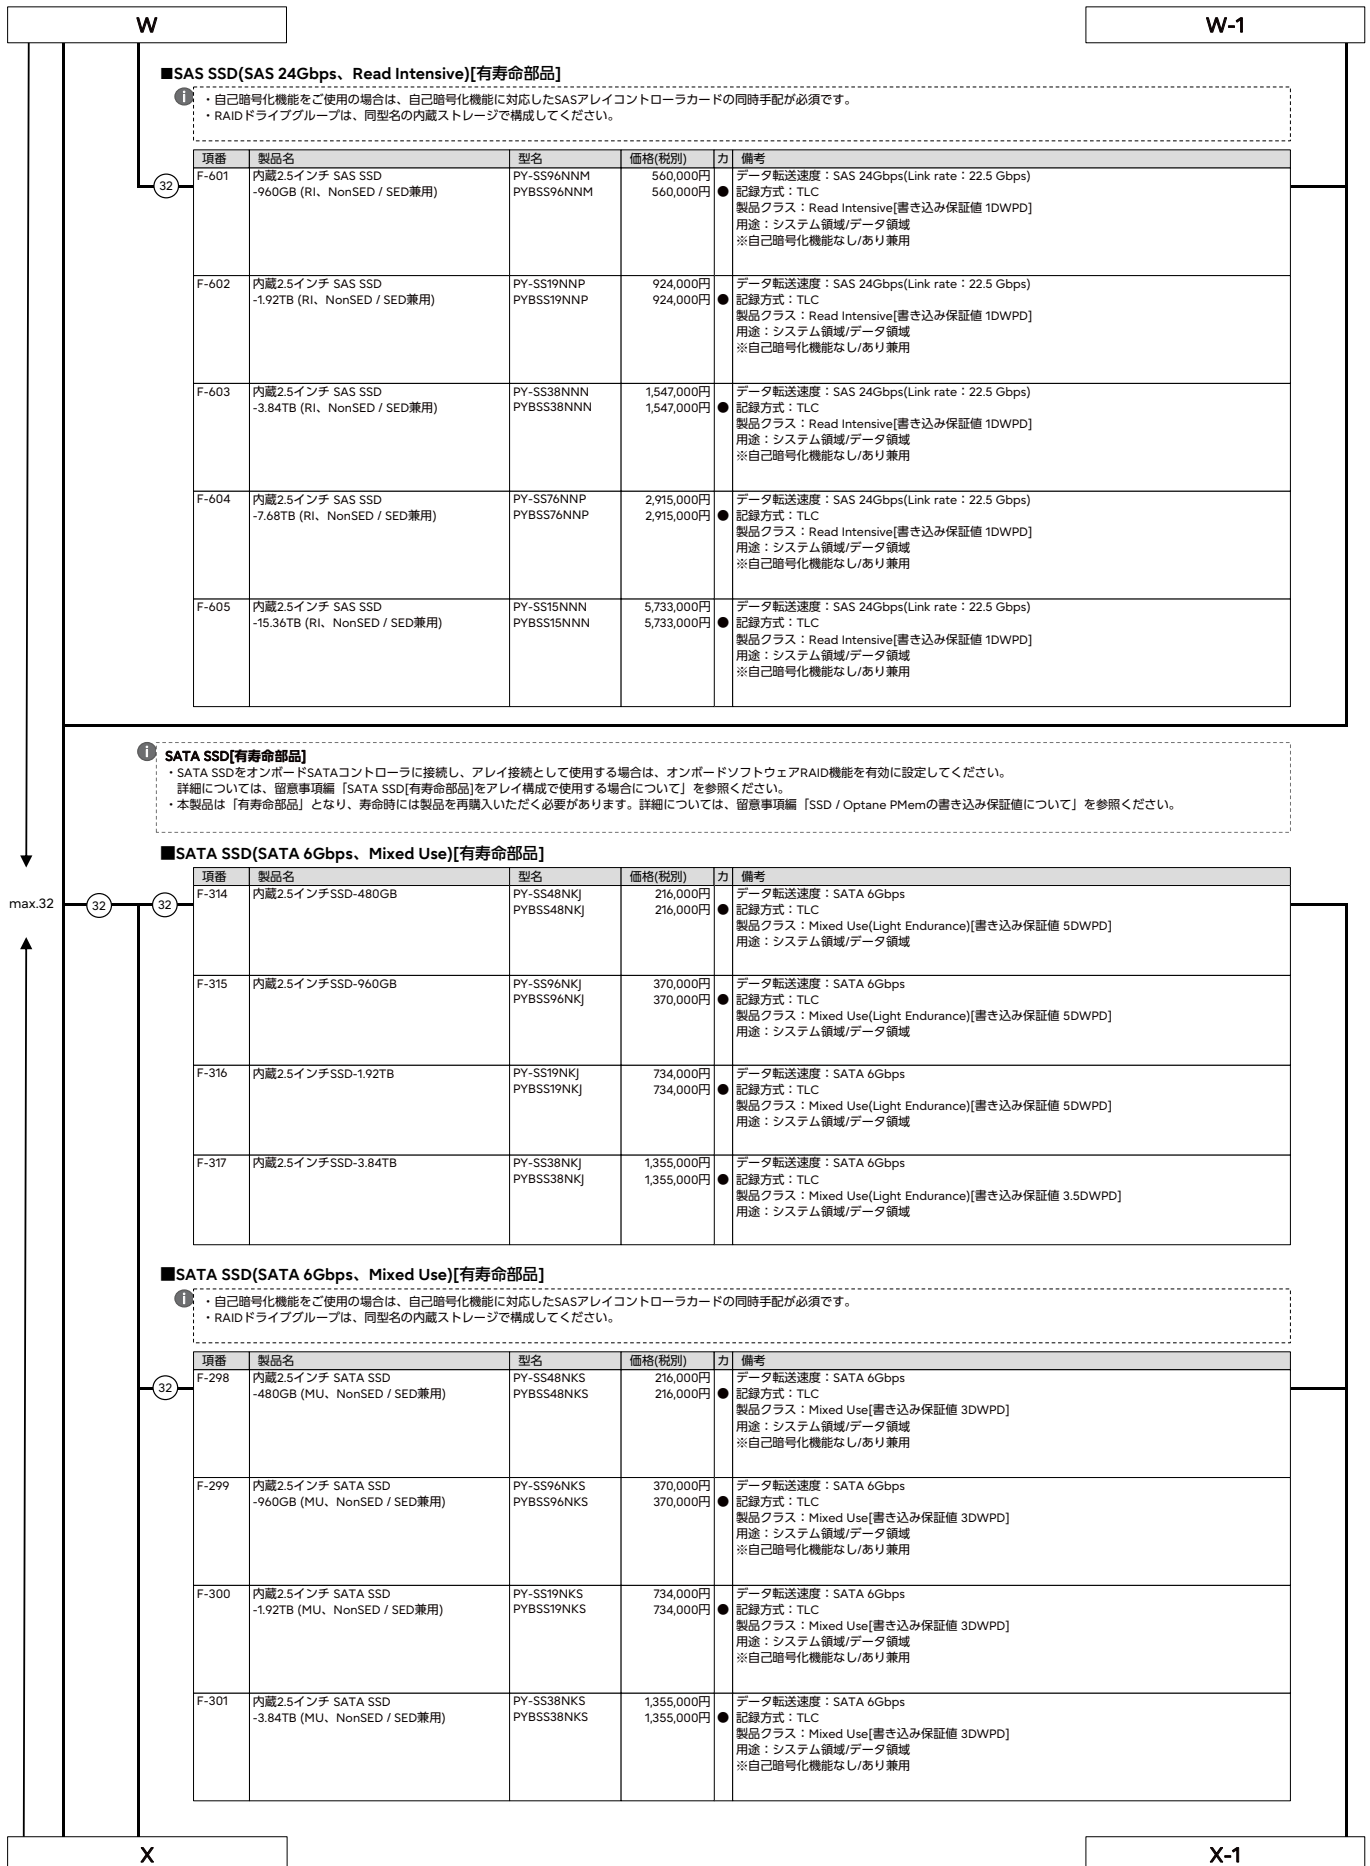 W
W-1
■SAS SSD(SAS 24Gbps、Read Intensive)[有寿命部品]
・自己暗号化機能をご使用の場合は、自己暗号化機能に対応したSASアレイコントローラカードの同時手配が必須です。
・RAIDドライブグループは、同型名の内蔵ストレージで構成してください。
項番 製品名 型名 価格(税別) カ 備考
32
F-601 内蔵2.5インチ SAS SSD PY-SS96NNM 560,000円 データ転送速度：SAS 24Gbps(Link rate：22.5 Gbps)
-960GB (RI、NonSED / SED兼用) PYBSS96NNM 560,000円 ● 記録方式：TLC
製品クラス：Read Intensive[書き込み保証値 1DWPD]
用途：システム領域/データ領域
※自己暗号化機能なし/あり兼用
F-602 内蔵2.5インチ SAS SSD PY-SS19NNP 924,000円 データ転送速度：SAS 24Gbps(Link rate：22.5 Gbps)
-1.92TB (RI、NonSED / SED兼用) PYBSS19NNP 924,000円 ● 記録方式：TLC
製品クラス：Read Intensive[書き込み保証値 1DWPD]
用途：システム領域/データ領域
※自己暗号化機能なし/あり兼用
F-603 内蔵2.5インチ SAS SSD PY-SS38NNN 1,547,000円 データ転送速度：SAS 24Gbps(Link rate：22.5 Gbps)
-3.84TB (RI、NonSED / SED兼用) PYBSS38NNN 1,547,000円 ● 記録方式：TLC
製品クラス：Read Intensive[書き込み保証値 1DWPD]
用途：システム領域/データ領域
※自己暗号化機能なし/あり兼用
F-604 内蔵2.5インチ SAS SSD PY-SS76NNP 2,915,000円 データ転送速度：SAS 24Gbps(Link rate：22.5 Gbps)
-7.68TB (RI、NonSED / SED兼用) PYBSS76NNP 2,915,000円 ● 記録方式：TLC
製品クラス：Read Intensive[書き込み保証値 1DWPD]
用途：システム領域/データ領域
※自己暗号化機能なし/あり兼用
F-605 内蔵2.5インチ SAS SSD PY-SS15NNN 5,733,000円 データ転送速度：SAS 24Gbps(Link rate：22.5 Gbps)
-15.36TB (RI、NonSED / SED兼用) PYBSS15NNN 5,733,000円 ● 記録方式：TLC
製品クラス：Read Intensive[書き込み保証値 1DWPD]
用途：システム領域/データ領域
※自己暗号化機能なし/あり兼用
SATA SSD[有寿命部品]
・SATA SSDをオンボードSATAコントローラに接続し、アレイ接続として使用する場合は、オンボードソフトウェアRAID機能を有効に設定してください。
詳細については、留意事項編「SATA SSD[有寿命部品]をアレイ構成で使用する場合について」を参照ください。
・本製品は「有寿命部品」となり、寿命時には製品を再購入いただく必要があります。詳細については、留意事項編「SSD / Optane PMemの書き込み保証値について」を参照ください。
■SATA SSD(SATA 6Gbps、Mixed Use)[有寿命部品]
項番 製品名 型名 価格(税別) カ 備考
max.32 32 32
F-314 内蔵2.5インチSSD-480GB PY-SS48NKJ 216,000円 データ転送速度：SATA 6Gbps
PYBSS48NKJ 216,000円 ● 記録方式：TLC
製品クラス：Mixed Use(Light Endurance)[書き込み保証値 5DWPD]
用途：システム領域/データ領域
F-315 内蔵2.5インチSSD-960GB PY-SS96NKJ 370,000円 データ転送速度：SATA 6Gbps
PYBSS96NKJ 370,000円 ● 記録方式：TLC
製品クラス：Mixed Use(Light Endurance)[書き込み保証値 5DWPD]
用途：システム領域/データ領域
F-316 内蔵2.5インチSSD-1.92TB PY-SS19NKJ 734,000円 データ転送速度：SATA 6Gbps
PYBSS19NKJ 734,000円 ● 記録方式：TLC
製品クラス：Mixed Use(Light Endurance)[書き込み保証値 5DWPD]
用途：システム領域/データ領域
F-317 内蔵2.5インチSSD-3.84TB PY-SS38NKJ 1,355,000円 データ転送速度：SATA 6Gbps
PYBSS38NKJ 1,355,000円 ● 記録方式：TLC
製品クラス：Mixed Use(Light Endurance)[書き込み保証値 3.5DWPD]
用途：システム領域/データ領域
■SATA SSD(SATA 6Gbps、Mixed Use)[有寿命部品]
・自己暗号化機能をご使用の場合は、自己暗号化機能に対応したSASアレイコントローラカードの同時手配が必須です。
・RAIDドライブグループは、同型名の内蔵ストレージで構成してください。
項番 製品名 型名 価格(税別) カ 備考
32
F-298 内蔵2.5インチ SATA SSD PY-SS48NKS 216,000円 データ転送速度：SATA 6Gbps
-480GB (MU、NonSED / SED兼用) PYBSS48NKS 216,000円 ● 記録方式：TLC
製品クラス：Mixed Use[書き込み保証値 3DWPD]
用途：システム領域/データ領域
※自己暗号化機能なし/あり兼用
F-299 内蔵2.5インチ SATA SSD PY-SS96NKS 370,000円 データ転送速度：SATA 6Gbps
-960GB (MU、NonSED / SED兼用) PYBSS96NKS 370,000円 ● 記録方式：TLC
製品クラス：Mixed Use[書き込み保証値 3DWPD]
用途：システム領域/データ領域
※自己暗号化機能なし/あり兼用
F-300 内蔵2.5インチ SATA SSD PY-SS19NKS 734,000円 データ転送速度：SATA 6Gbps
-1.92TB (MU、NonSED / SED兼用) PYBSS19NKS 734,000円 ● 記録方式：TLC
製品クラス：Mixed Use[書き込み保証値 3DWPD]
用途：システム領域/データ領域
※自己暗号化機能なし/あり兼用
F-301 内蔵2.5インチ SATA SSD PY-SS38NKS 1,355,000円 データ転送速度：SATA 6Gbps
-3.84TB (MU、NonSED / SED兼用) PYBSS38NKS 1,355,000円 ● 記録方式：TLC
製品クラス：Mixed Use[書き込み保証値 3DWPD]
用途：システム領域/データ領域
※自己暗号化機能なし/あり兼用
X
X-1